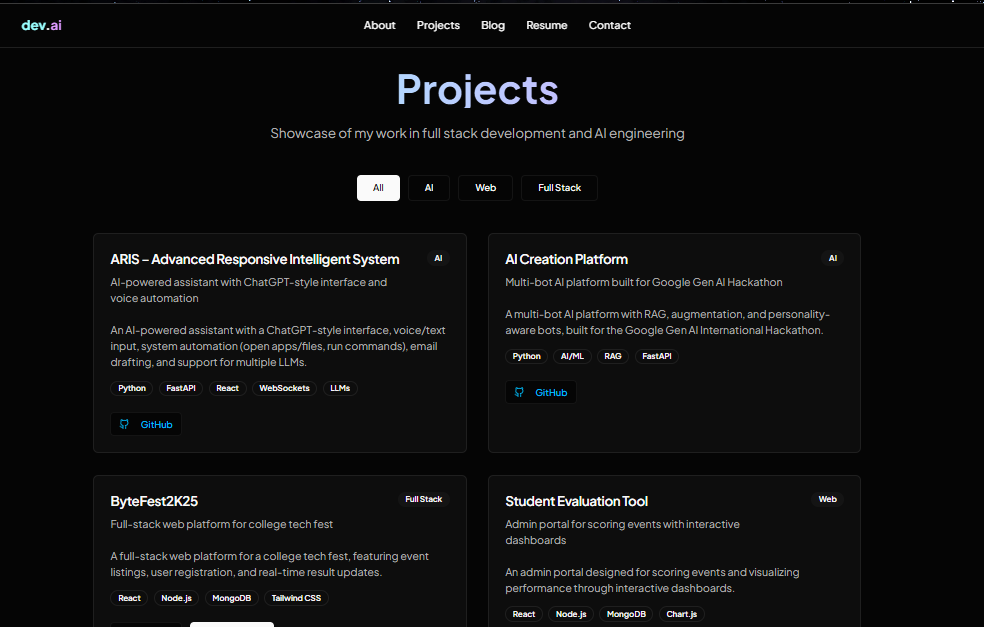 dev.ai
About Projects Blog Resume Contact
Projects
Showcase of my work in full stack development and AI engineering
All AI Web Full Stack
ARIS – Advanced Responsive Intelligent System AI
AI-powered assistant with ChatGPT-style interface and
voice automation
An AI-powered assistant with a ChatGPT-style interface, voice/text
input, system automation (open apps/files, run commands), email
drafting, and support for multiple LLMs.
Python FastAPI React WebSockets LLMs
GitHub
AI Creation Platform AI
Multi-bot AI platform built for Google Gen AI Hackathon
A multi-bot AI platform with RAG, augmentation, and personality-
aware bots, built for the Google Gen AI International Hackathon.
Python AI/ML RAG FastAPI
GitHub
ByteFest2K25 Full Stack
Full-stack web platform for college tech fest
A full-stack web platform for a college tech fest, featuring event
listings, user registration, and real-time result updates.
React Node.js MongoDB Tailwind CSS
Student Evaluation Tool Web
Admin portal for scoring events with interactive
dashboards
An admin portal designed for scoring events and visualizing
performance through interactive dashboards.
React Node.js MongoDB Chart.js